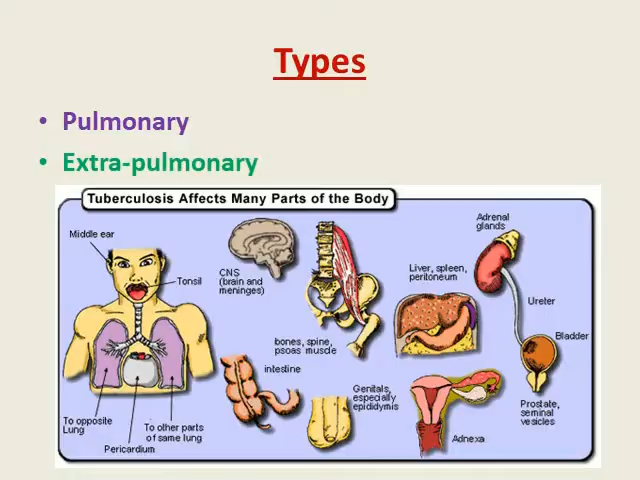 Types
• Pulmonary
• Extra-pulmonary
Tuberculosis Affects Many Parts of the Body
Middle ear
Tonsil
To opposite
Lung
Pericardium
To other parts
of same lung
CNS
(brain and
meninges)
bones, spine,
psoas muscle
intestine
Genitals,
especially
epididymis
Liver, spleen,
peritoneum
Adnexa
Adrenal
glands
Ureter
Bladder
Prostate,
seminal
vesicles